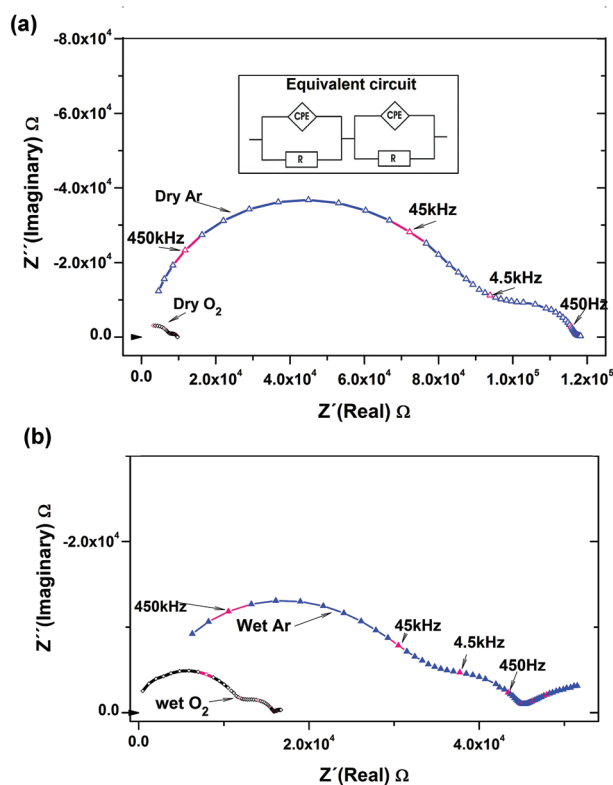 (a)
-8.0x10⁴
-6.0x10⁴
-4.0x10⁴
-2.0x10⁴
0.0
Z´´(Imaginary) Ω
Equivalent circuit
CPE
CPE
R
R
Dry Ar
450kHz
45kHz
4.5kHz
450Hz
Dry O₂
0.0
2.0x10⁴
4.0x10⁴
6.0x10⁴
8.0x10⁴
1.0x10⁵
1.2x10⁵
Z´(Real) Ω
(b)
-2.0x10⁴
0.0
Z´´(Imaginary) Ω
450kHz
Wet Ar
45kHz
4.5kHz
450Hz
wet O₂
0.0
2.0x10⁴
4.0x10⁴
Z´(Real) Ω